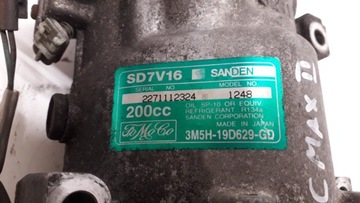 SD7V16 SANDEN
SERIAL NO MODEL NO
2271112324 1248
200cc OIL SP-10 OR EQUIV.
REFRIGERANT R134a
SANDEN CORPORATION
MADE IN JAPAN
FoMoCo 3M5H-19D629-GD
C MAX II